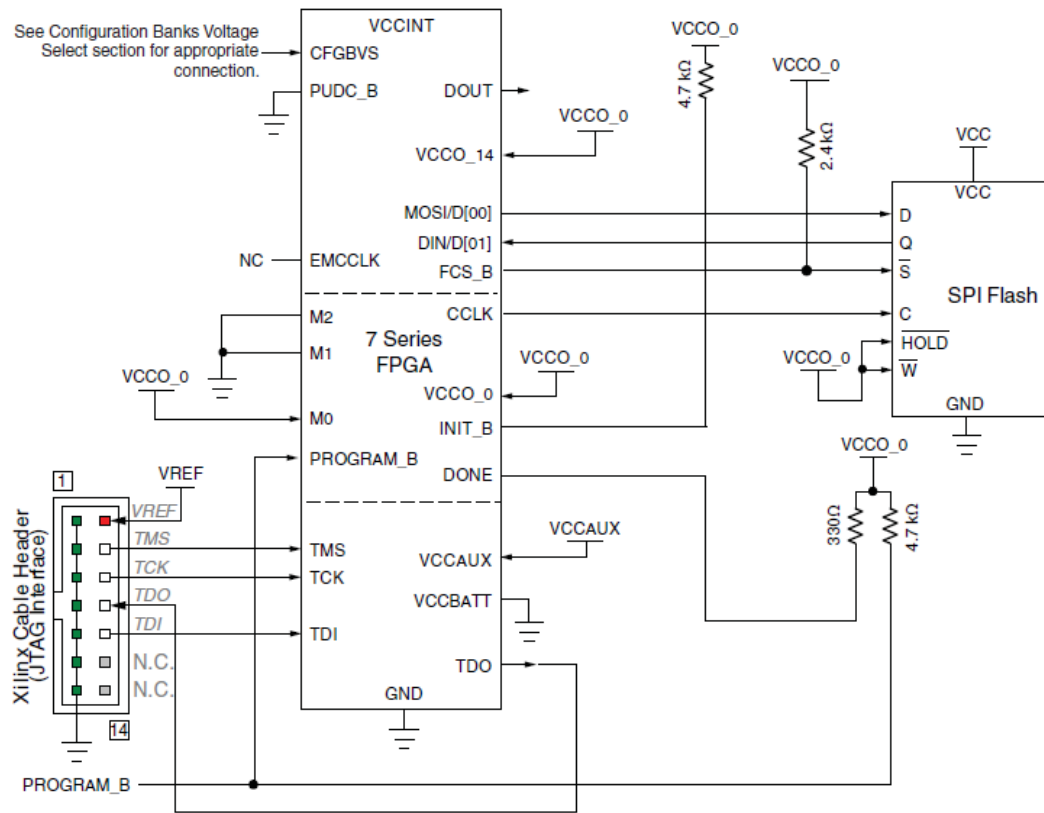 See Configuration Banks Voltage
Select section for appropriate
connection.
VCCINT
CFGBVS
PUDC_B
DOUT
VCCO_0
VCCO_14
VCCO_0
4.7 kΩ
VCCO_0
2.4 kΩ
VCC
VCC
MOSI/D[00]
D
DIN/D[01]
Q
NC
EMCCLK
FCS_B
S
SPI Flash
M2
CCLK
C
7 Series
FPGA
M1
HOLD
VCCO_0
W
VCCO_0
VCCO_0
VCCO_0
M0
GND
INIT_B
PROGRAM_B
DONE
VCCO_0
330Ω
4.7 kΩ
VREF
1
VREF
TMS
TCK
TDO
TDI
N.C.
N.C.
14
Xilinx Cable Header
(JTAG Interface)
TMS
TCK
TDI
VCCAUX
VCCAUX
VCCBATT
TDO
GND
PROGRAM_B